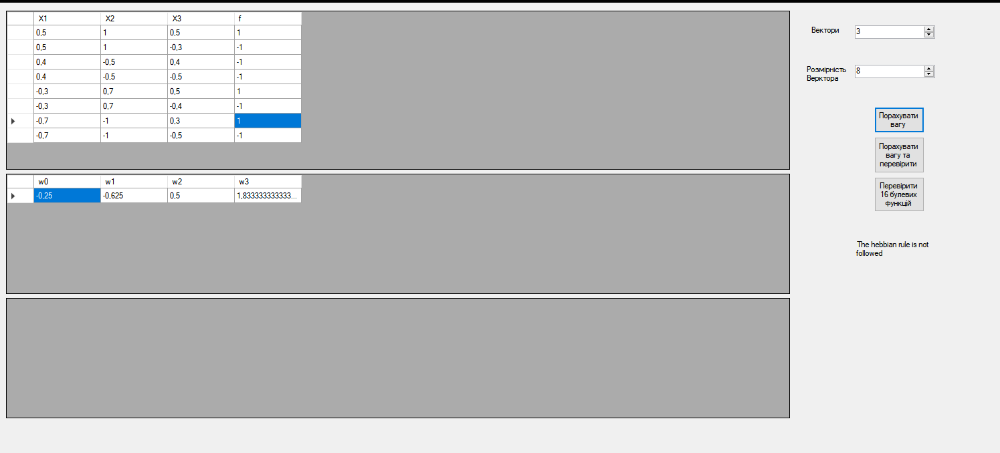 X1 X2 X3 f
0,5 1 0,5 1
0,5 1 -0,3 -1
0,4 -0,5 0,4 -1
0,4 -0,5 -0,5 -1
-0,3 0,7 0,5 1
-0,3 0,7 -0,4 -1
-0,7 -1 0,3 1
-0,7 -1 -0,5 -1
w0 w1 w2 w3
-0,25 -0,625 0,5 1,833333333333...
Вектори 3
Розмірність 8
Верктора
Порахувати
вагу
Порахувати
вагу та
перевірити
Перевірити
16 булевих
функцій
The hebbian rule is not
followed